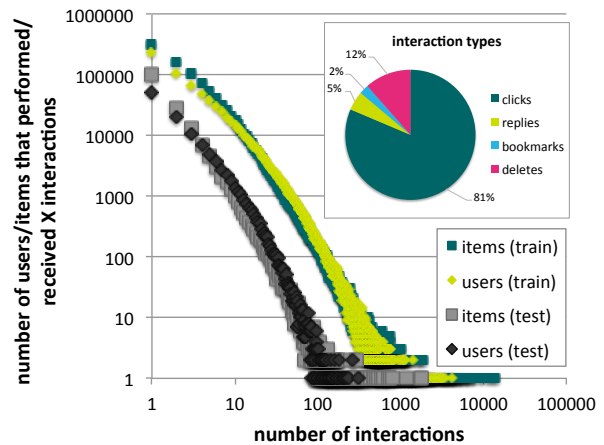 number of users/items that performed/
received X interactions
1000000
100000
10000
1000
100
10
1
1
10
100
1000
10000
100000
number of interactions
interaction types
12%
2%
5%
81%
clicks
replies
bookmarks
deletes
items (train)
users (train)
items (test)
users (test)